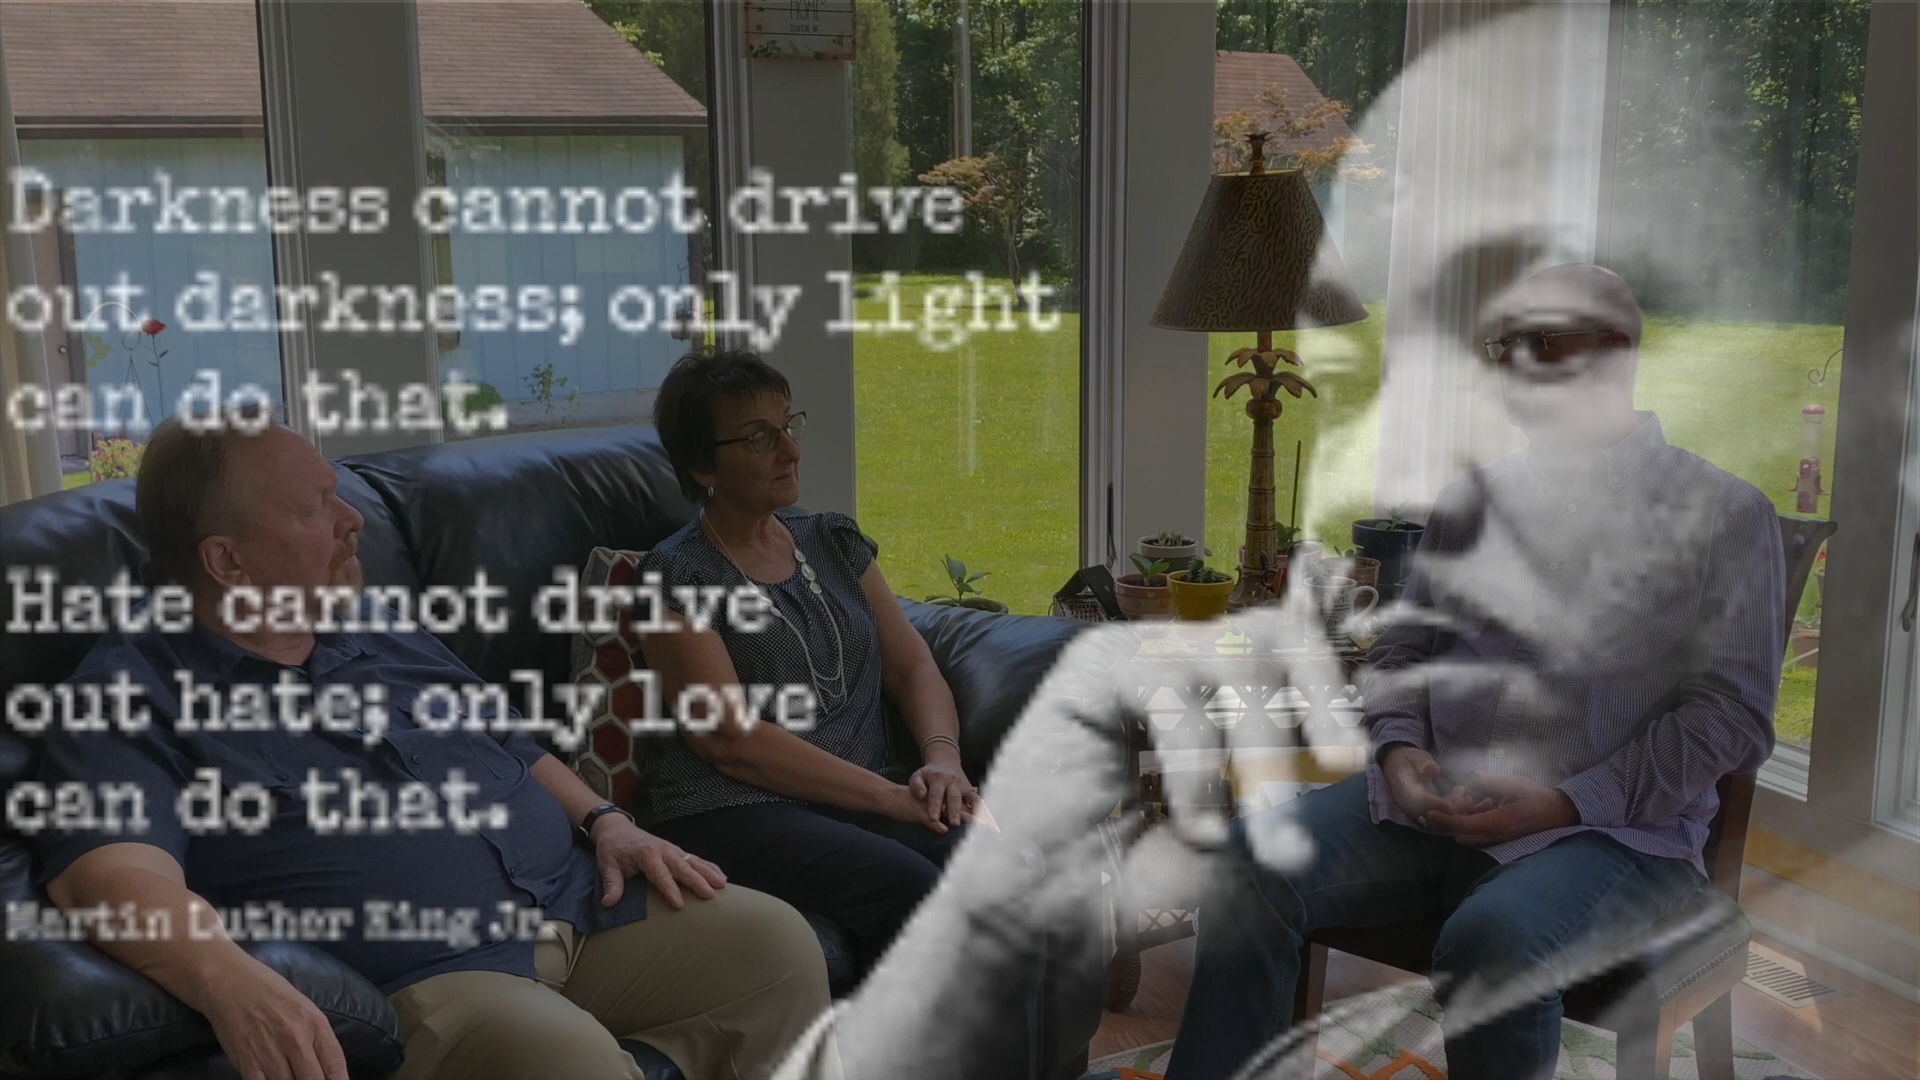 HOME
Darkness cannot drive
out darkness; only light
can do that.
Hate cannot drive
out hate; only love
can do that.
Martin Luther King Jr.